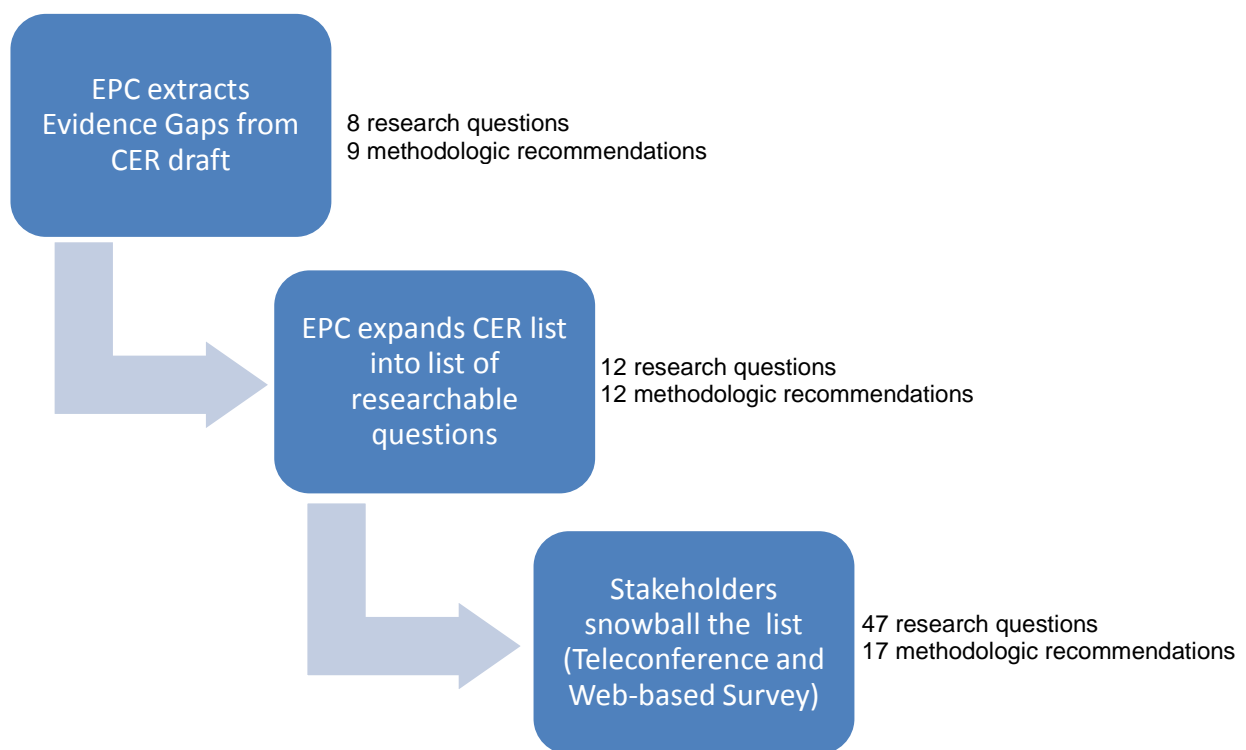 EPC extracts
Evidence Gaps from
CER draft
8 research questions
9 methodologic recommendations
EPC expands CER list
into list of
researchable
questions
12 research questions
12 methodologic recommendations
Stakeholders
snowball the list
(Teleconference and
Web-based Survey)
47 research questions
17 methodologic recommendations